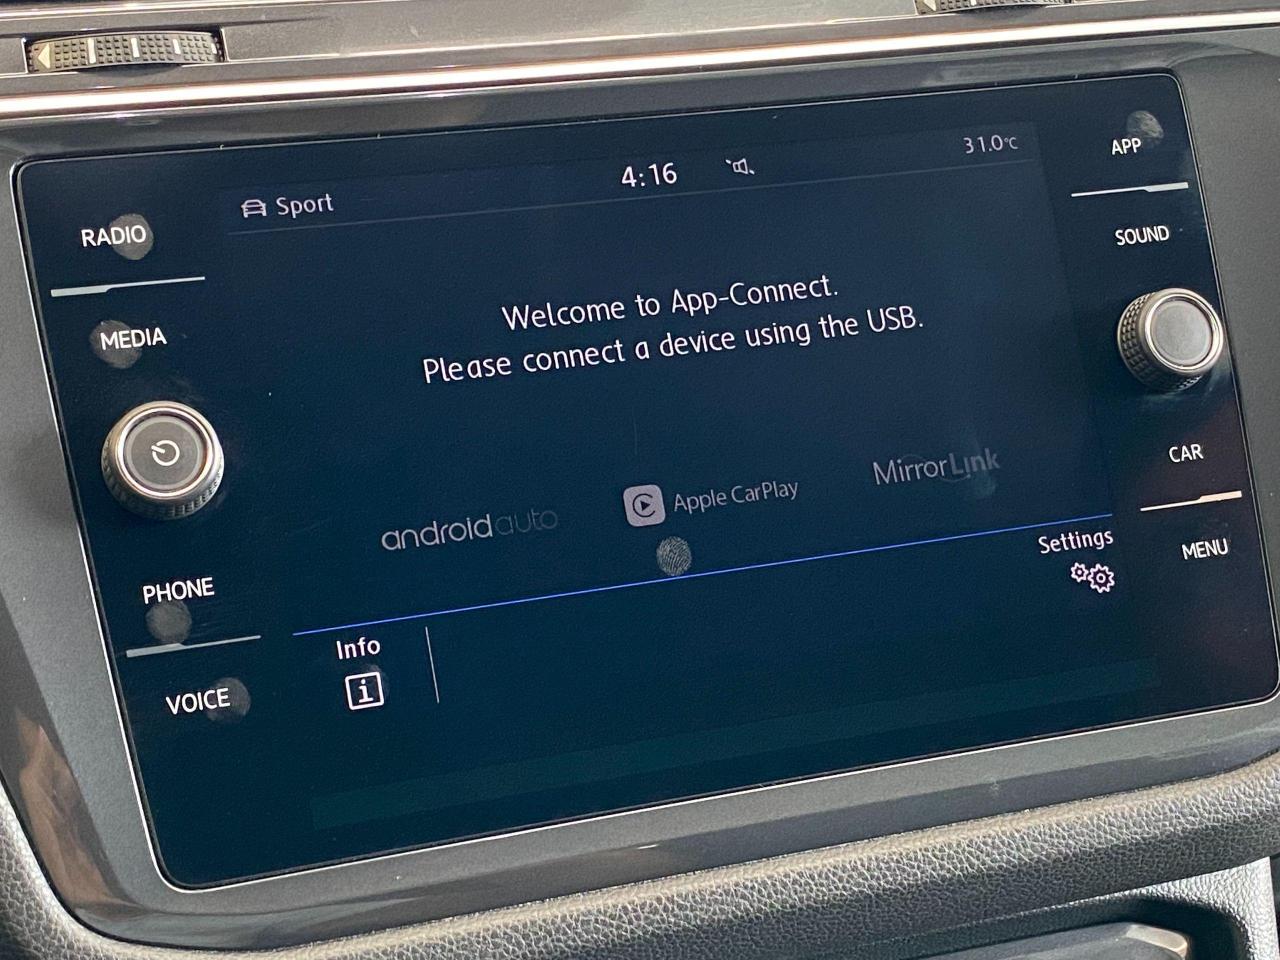 Sport
4:16
31.0°C
APP
RADIO
SOUND
MEDIA
Welcome to App-Connect.
Please connect a device using the USB.
CAR
androidauto
Apple CarPlay
MirrorLink
Settings
MENU
PHONE
Info
i
VOICE